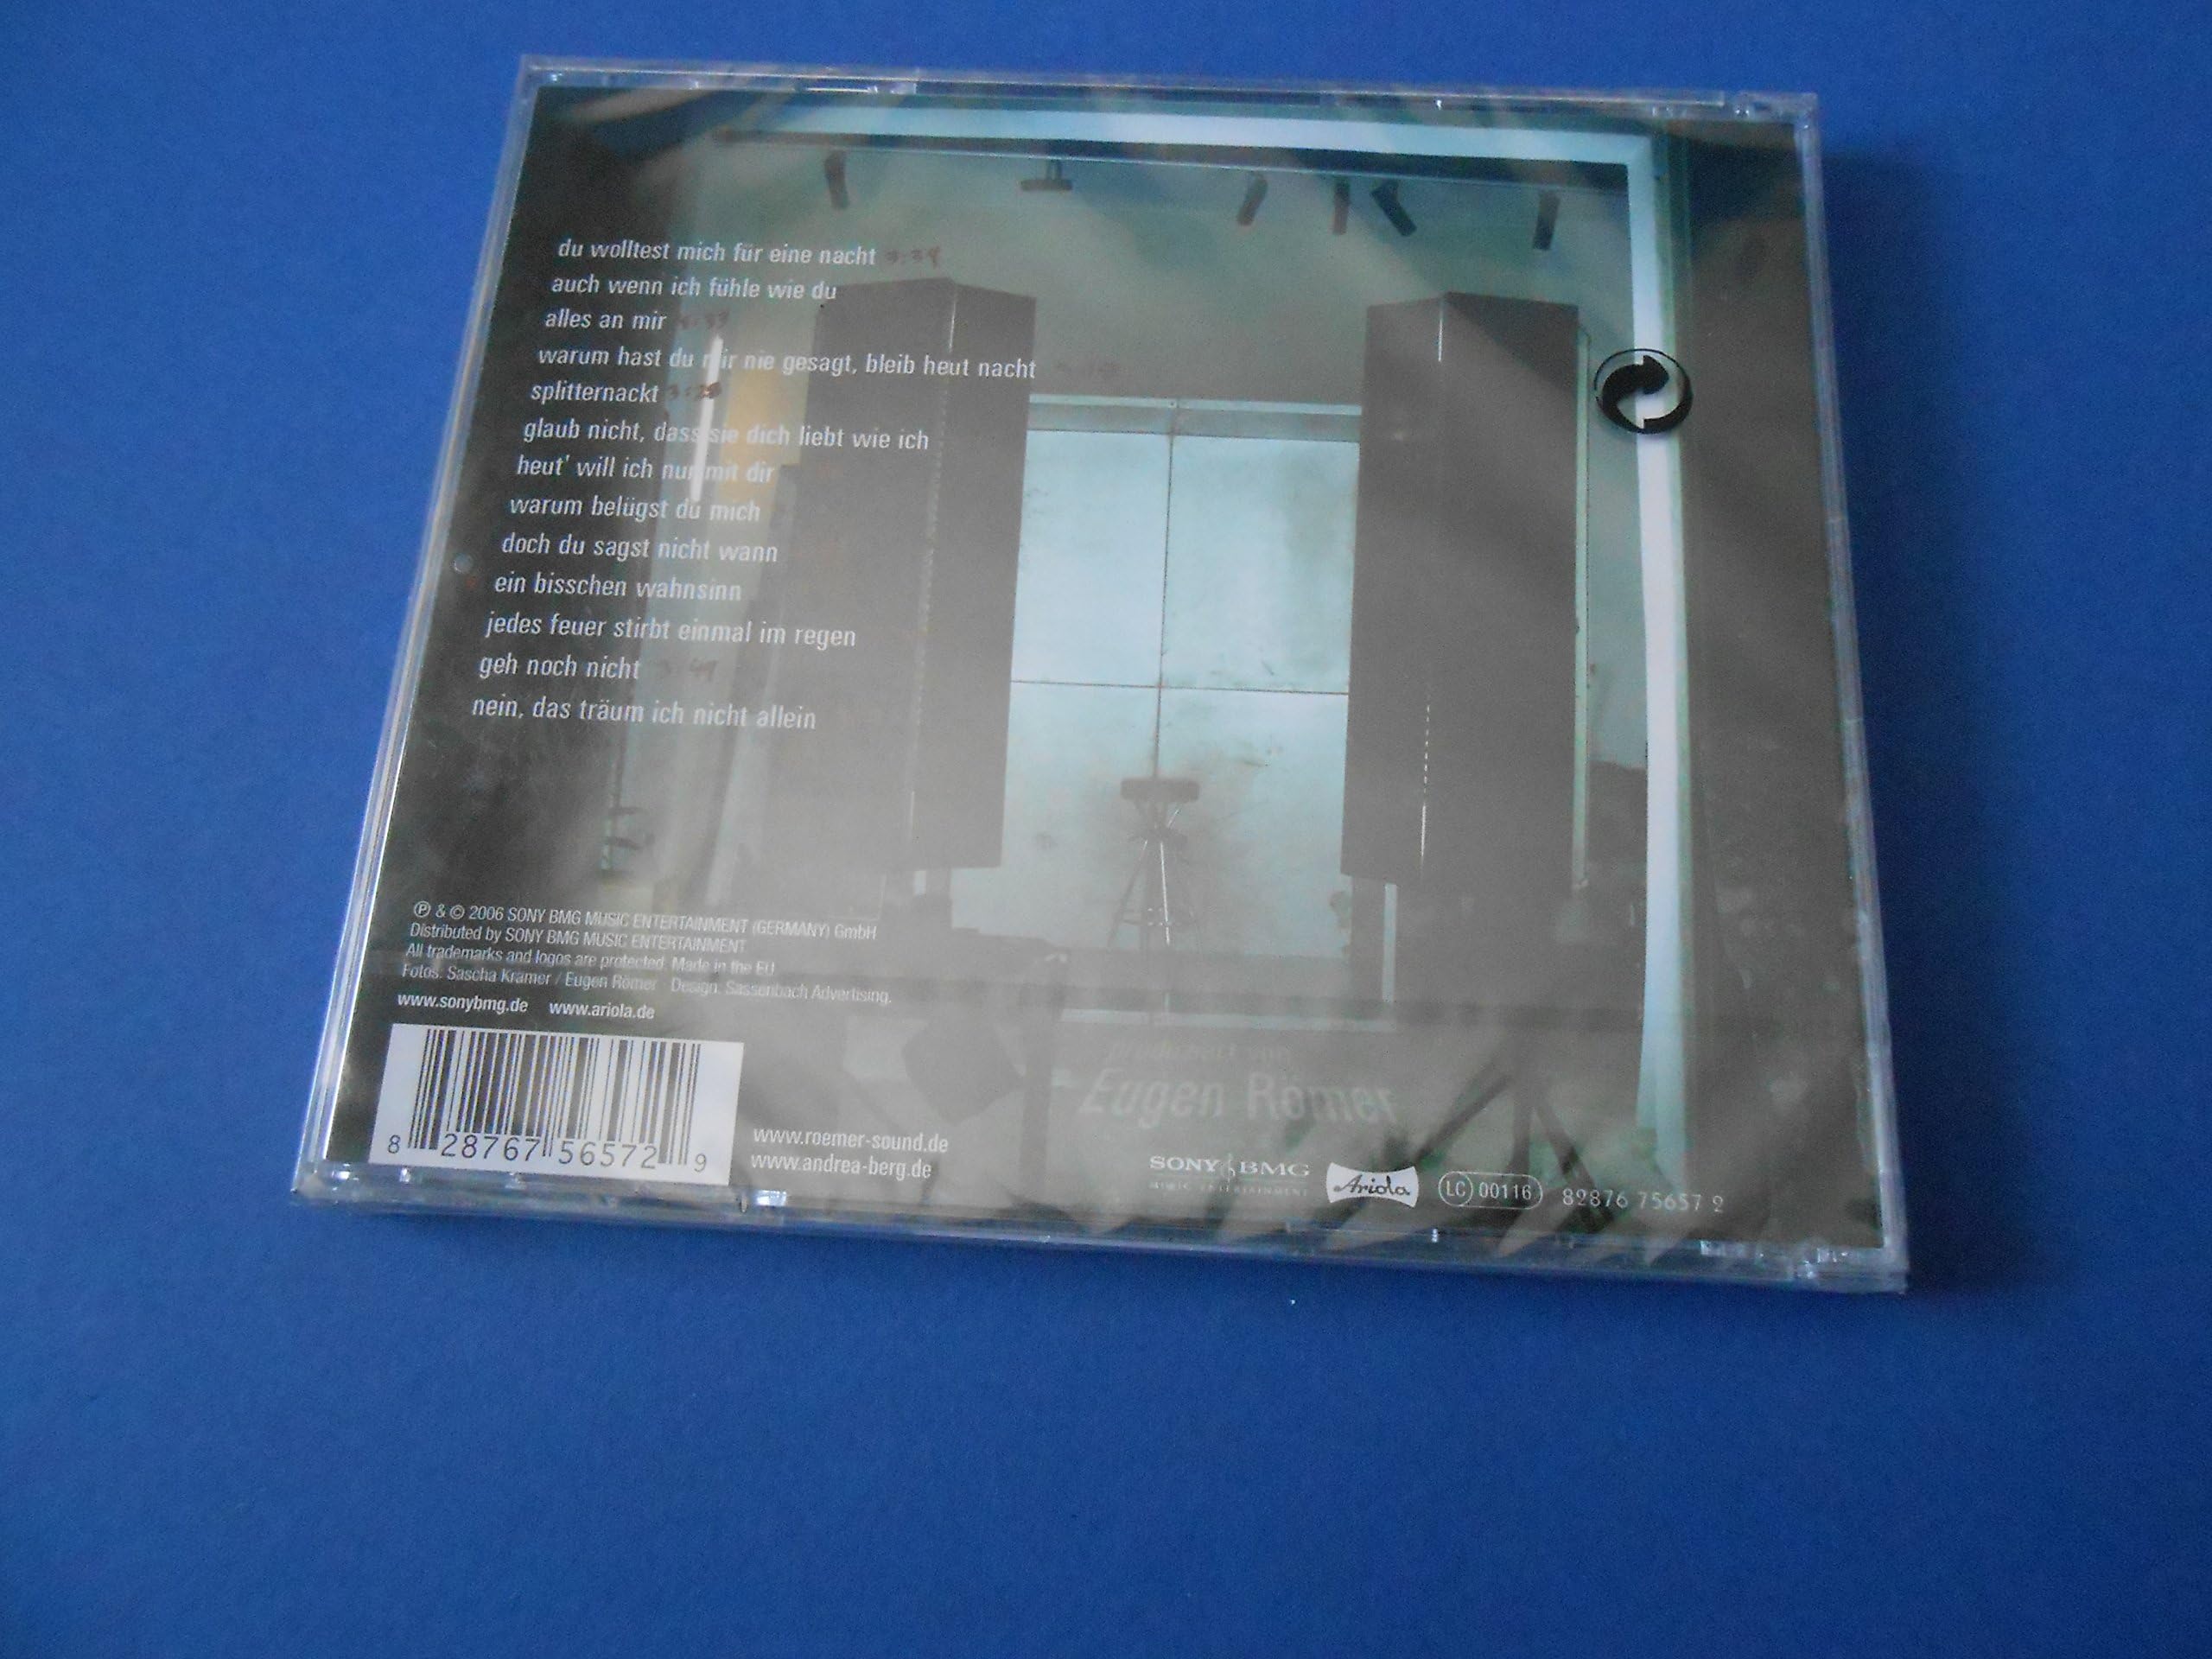 du wolltest mich für eine nacht
auch wenn ich fühle wie du
alles an mir
warum hast du mir nie gesagt, bleib heut nacht
splitternackt
glaub nicht, dass sie dich liebt wie ich
heut' will ich nur mit dir
warum belügst du mich
doch du sagst nicht wann
ein bisschen wahnsinn
jedes feuer stirbt einmal im regen
geh noch nicht
nein, das träum ich nicht allein
℗ & © 2006 SONY BMG MUSIC ENTERTAINMENT (GERMANY) GmbH
Distributed by SONY BMG MUSIC ENTERTAINMENT
All trademarks and logos are protected. Made in the EU
Fotos: Sascha Kramer / Eugen Römer Design: Sassenbach Advertising.
www.sonybmg.de www.ariola.de
8 28767 56572 9
www.roemer-sound.de
www.andrea-berg.de
Eugen Römer
SONY BMG
MUSIC ENTERTAINMENT
Ariola
LC 00116
82876 75657 2